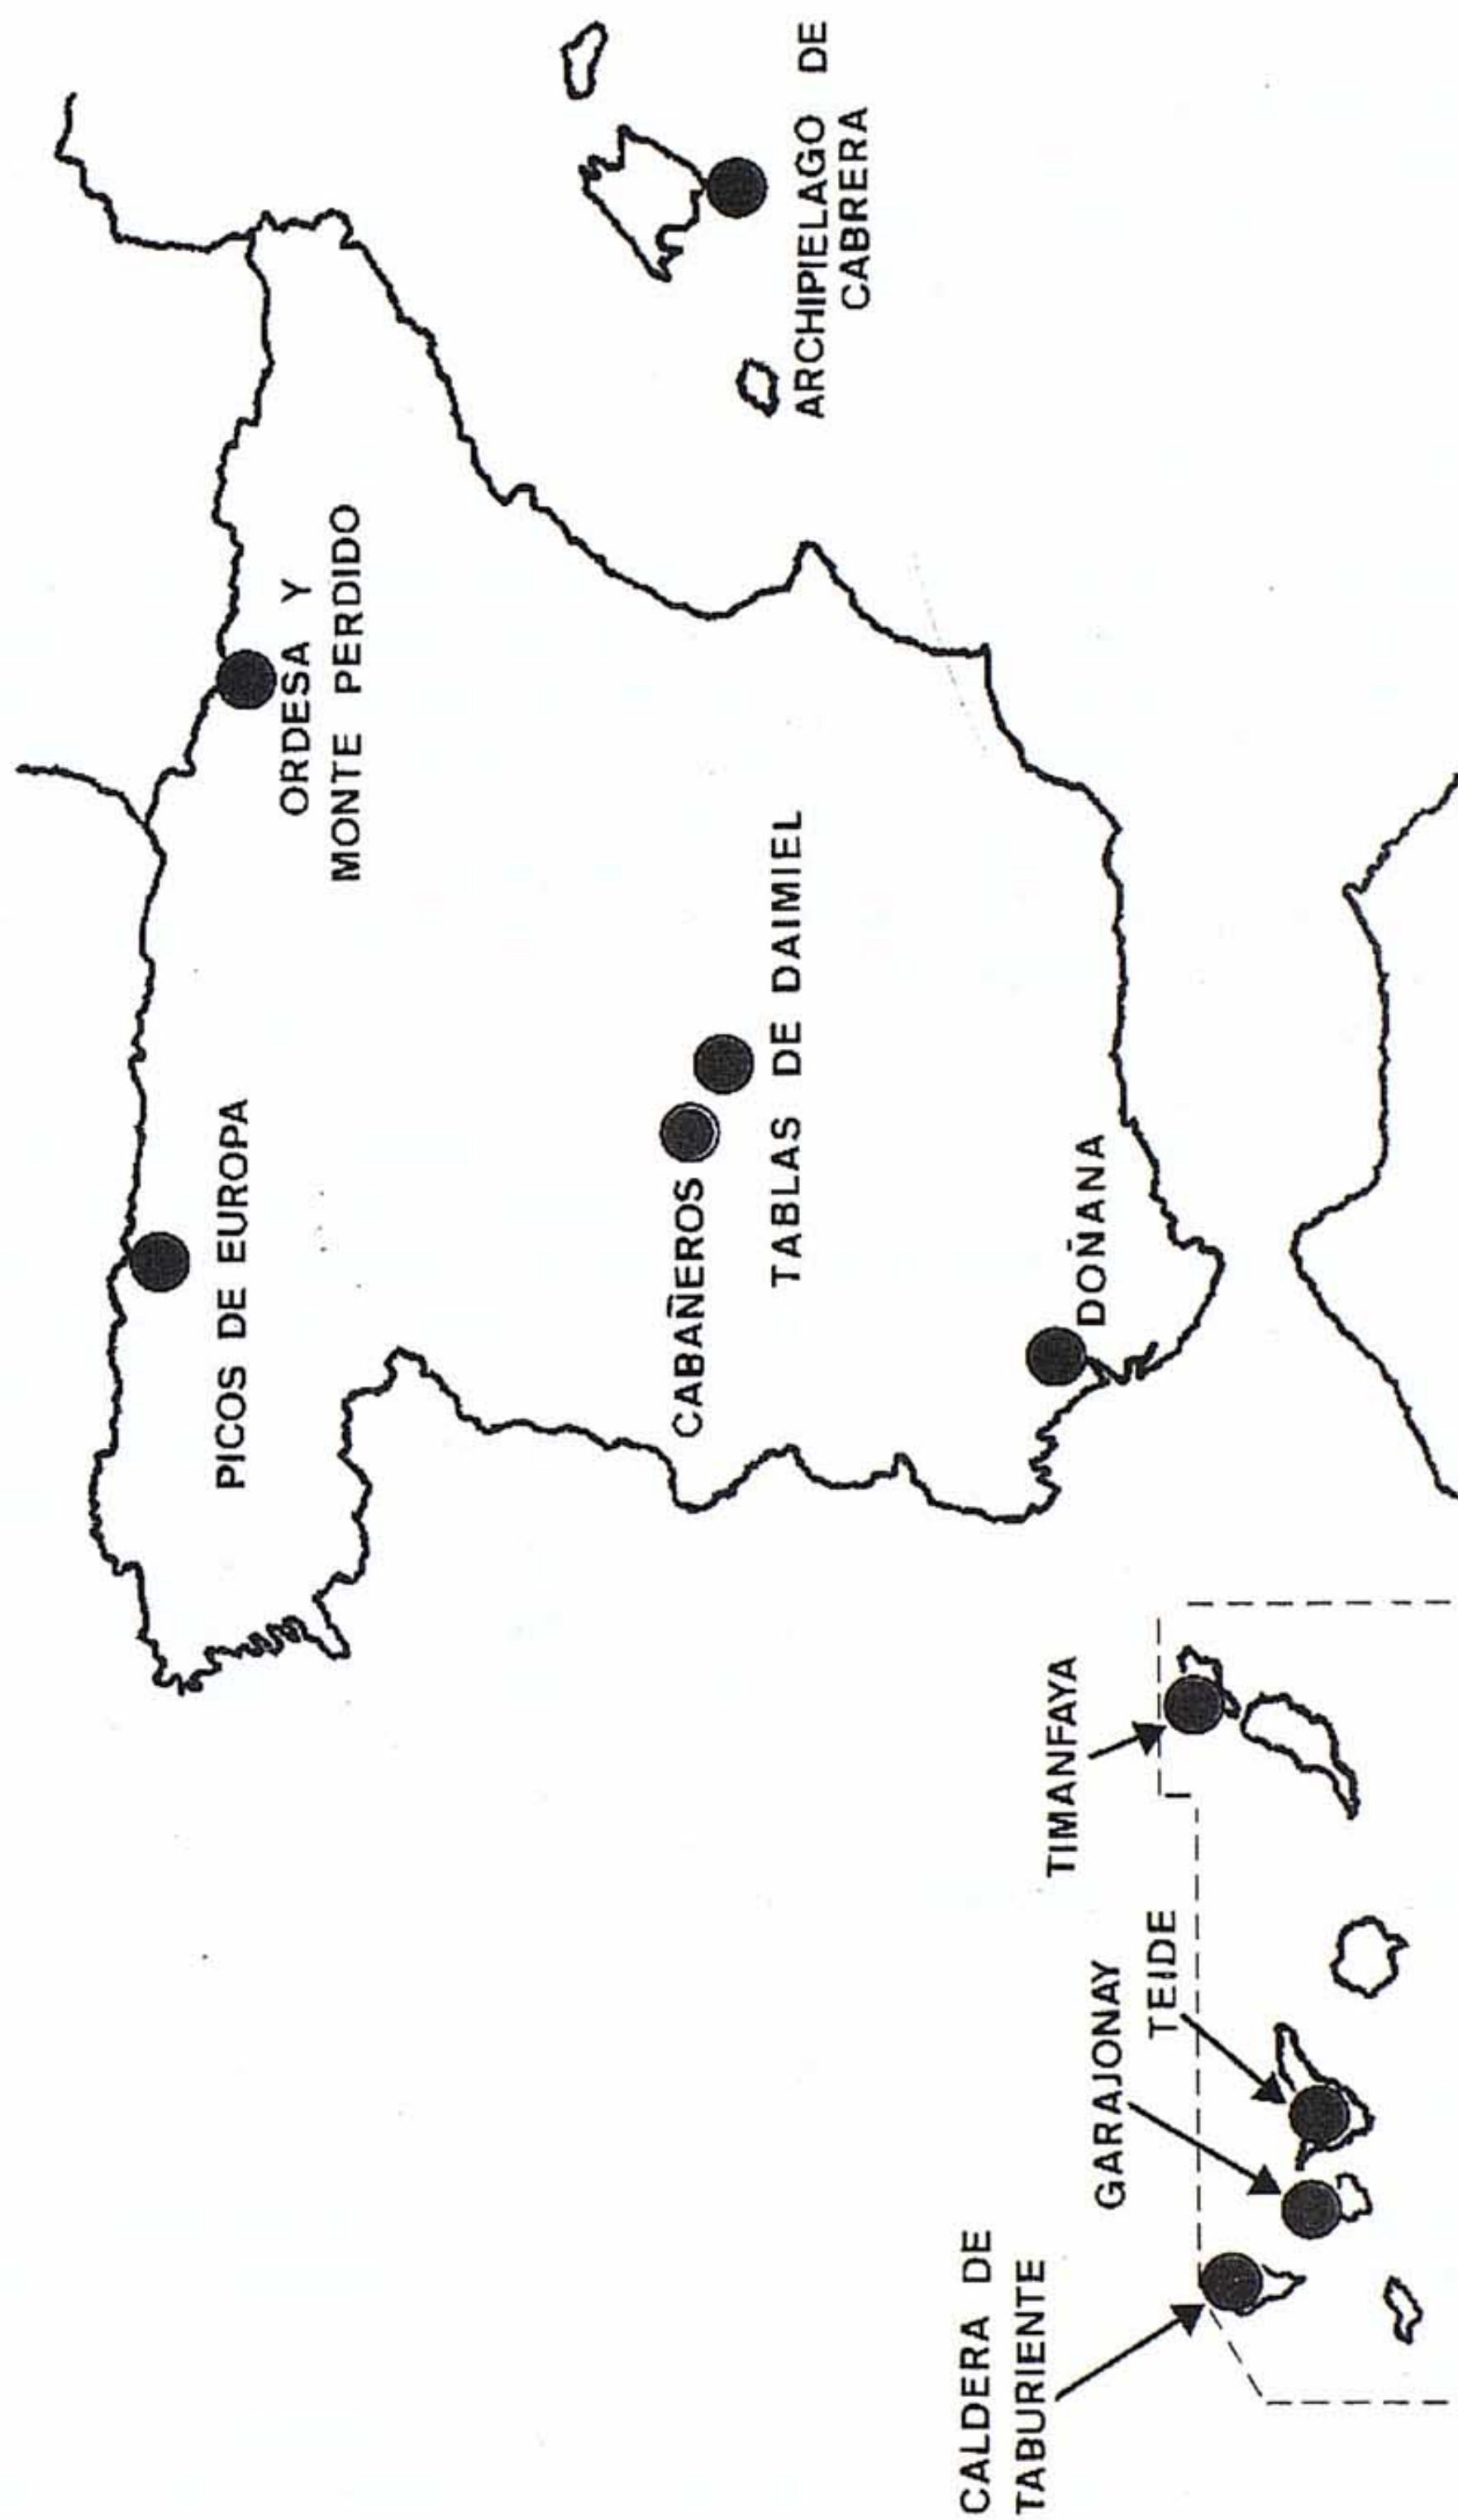 PICOS DE EUROPA
ORDESA Y
MONTE PERDIDO
ARCHIPIELAGO DE
CABRERA
CABAÑEROS
TABLAS DE DAIMIEL
DOÑANA
CALDERA DE
TABURIENTE
GARAJONAY
TEIDE
TIMANFAYA